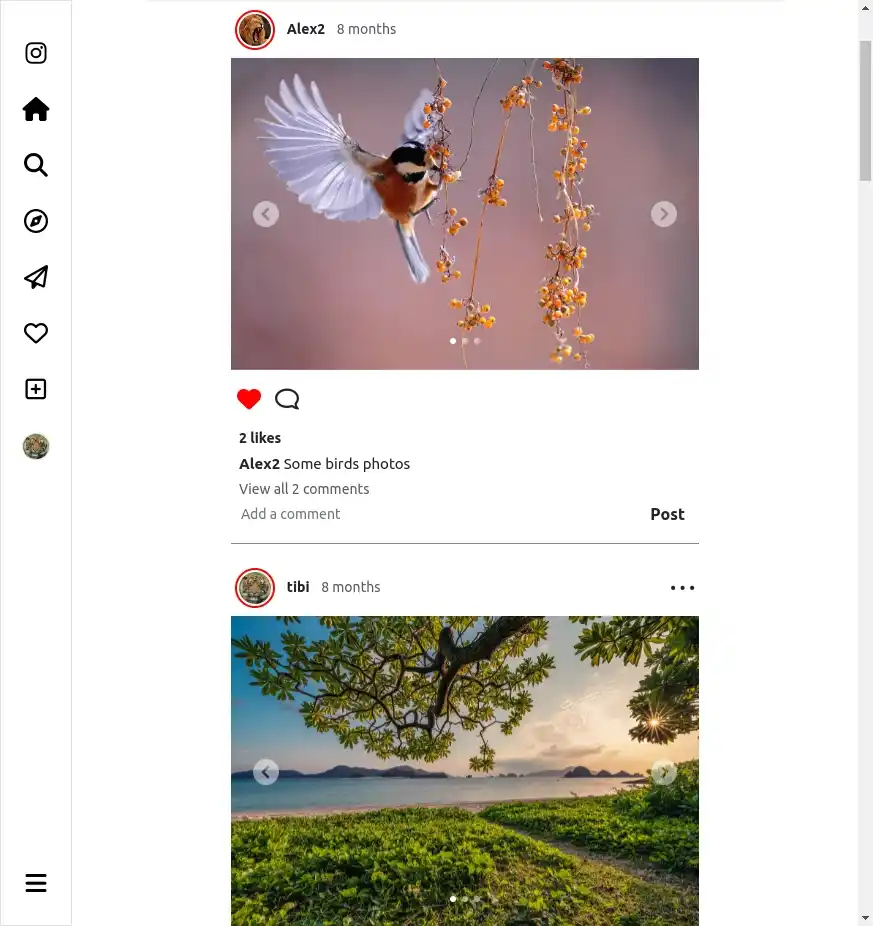 Alex2 8 months
2 likes
Alex2 Some birds photos
View all 2 comments
Add a comment Post
tibi 8 months